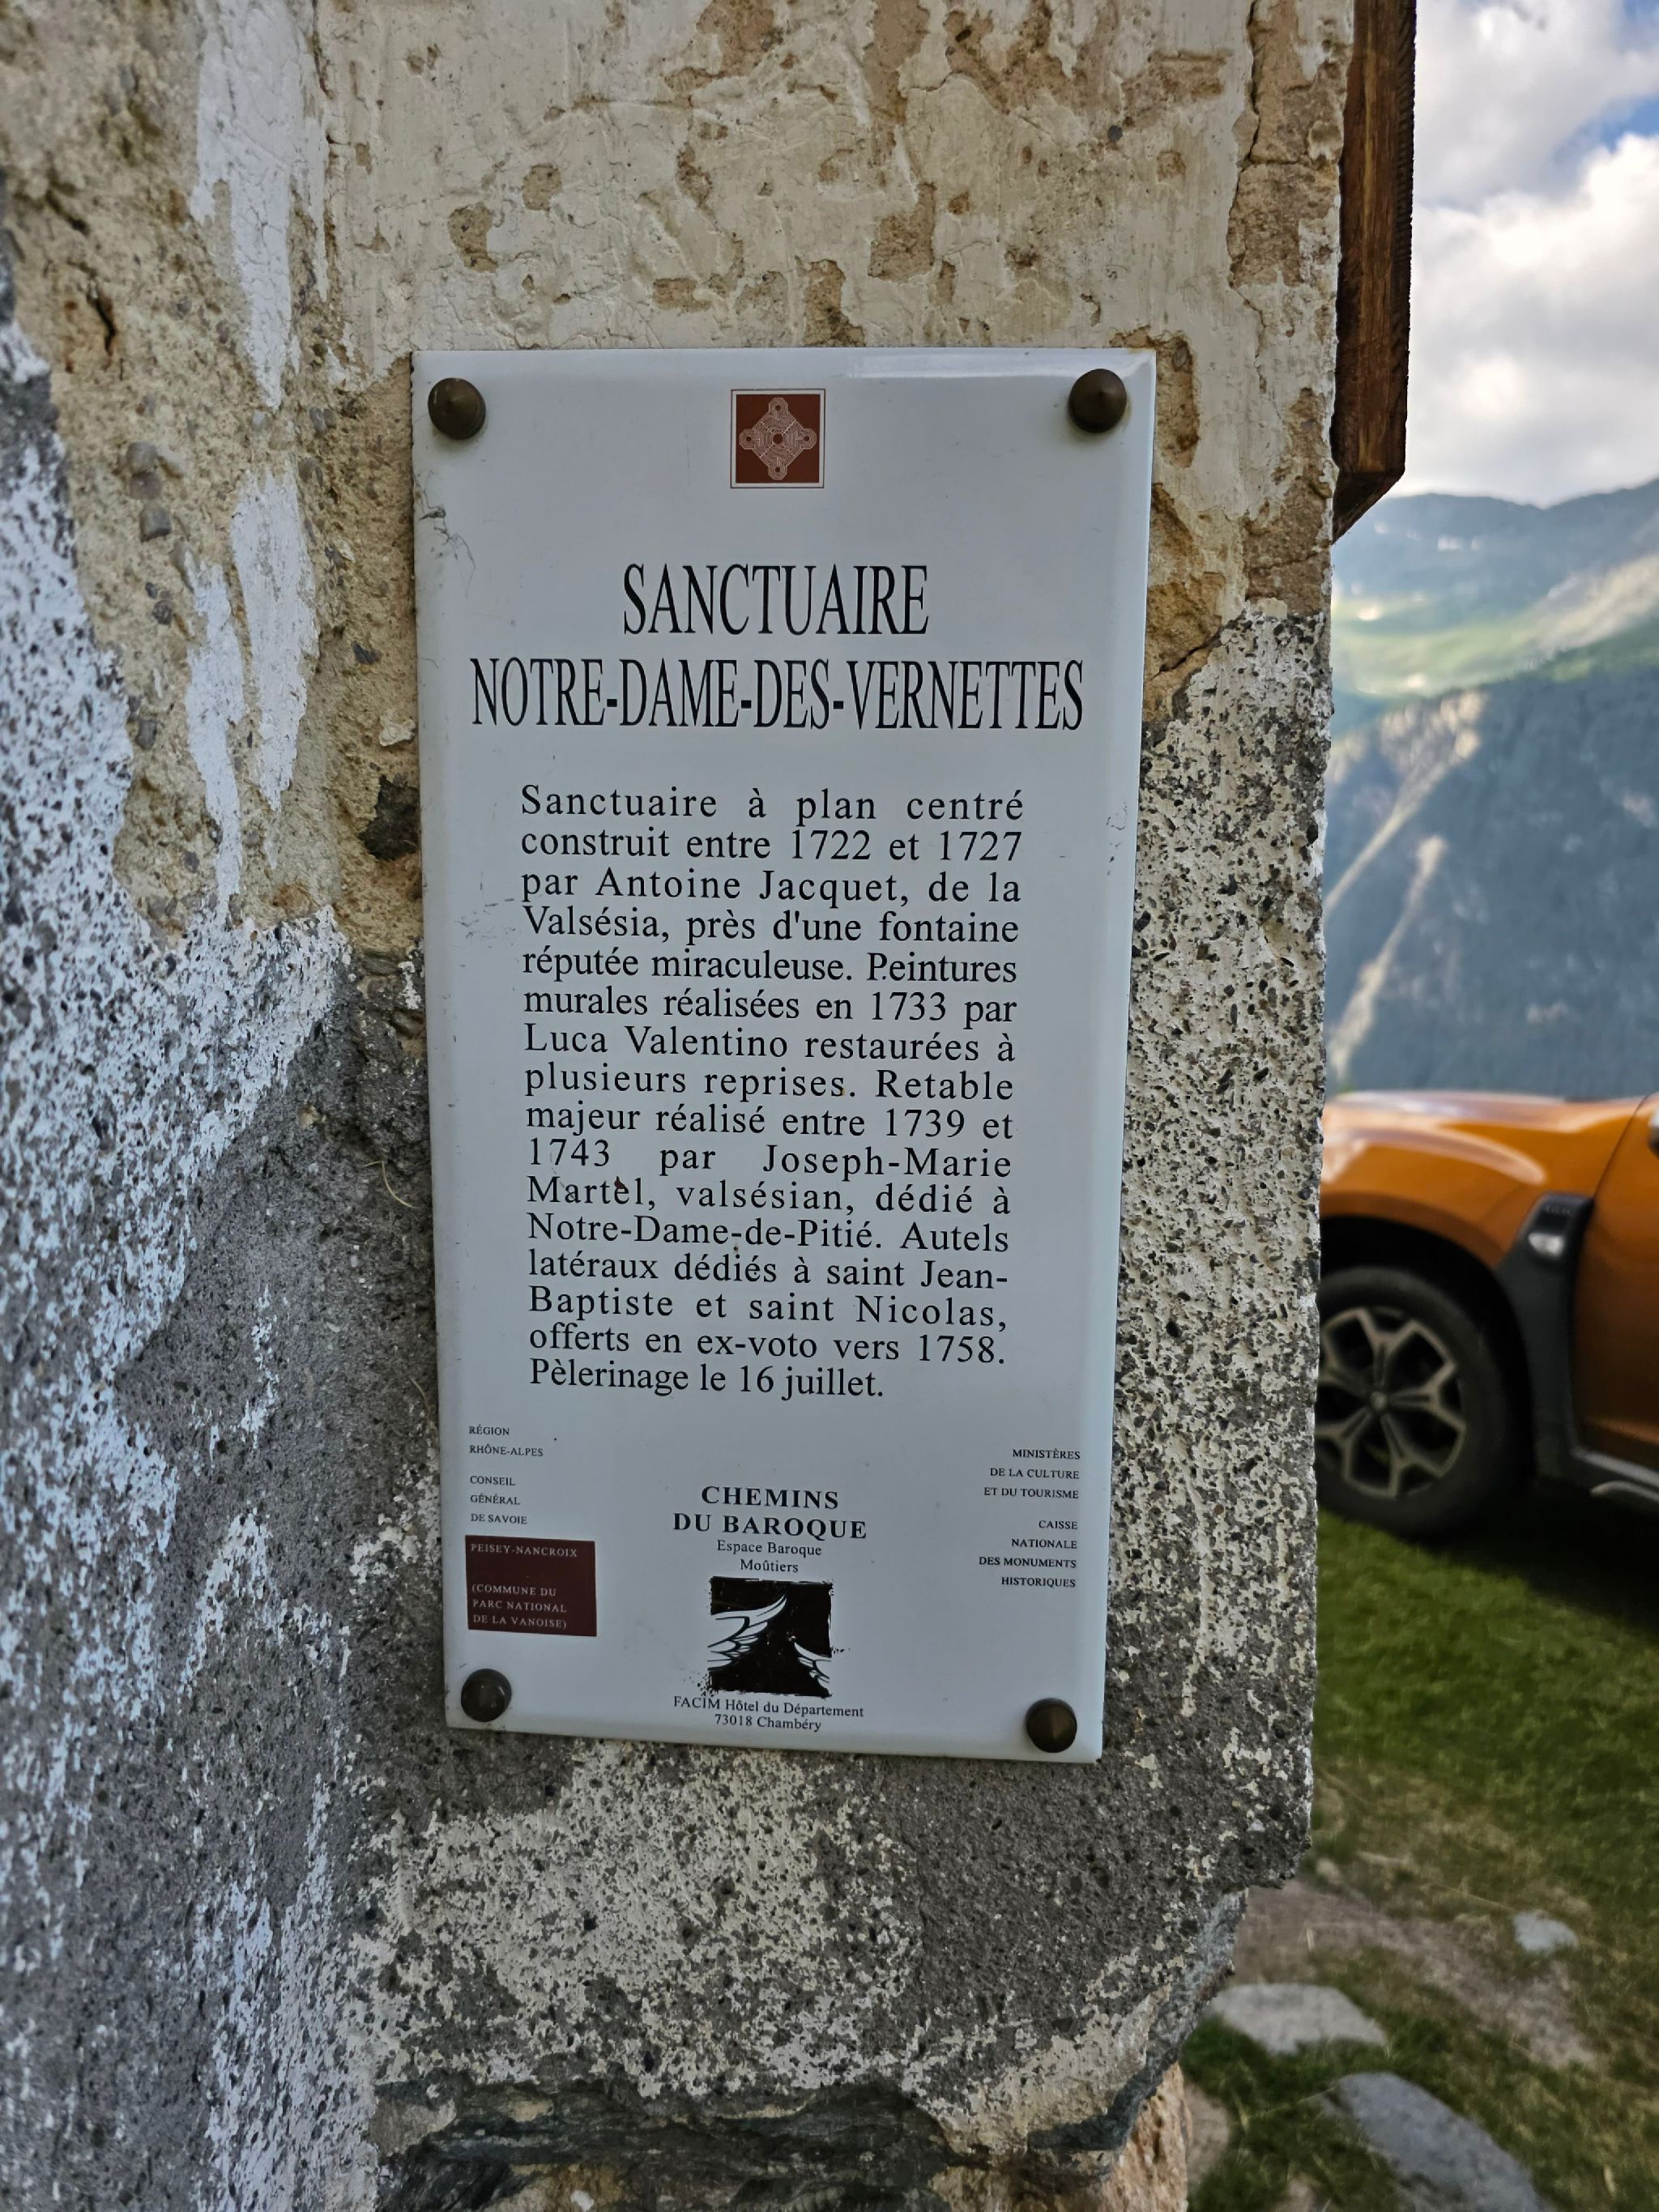 SANCTUAIRE
NOTRE-DAME-DES-VERNETTES
Sanctuaire à plan centré
construit entre 1722 et 1727
par Antoine Jacquet, de la
Valsésia, près d'une fontaine
réputée miraculeuse. Peintures
murales réalisées en 1733 par
Luca Valentino restaurées à
plusieurs reprises. Retable
majeur réalisé entre 1739 et
1743 par Joseph-Marie
Martel, valsésian, dédié à
Notre-Dame-de-Pitié. Autels
latéraux dédiés à saint Jean-
Baptiste et saint Nicolas,
offerts en ex-voto vers 1758.
Pèlerinage le 16 juillet.
RÉGION
RHÔNE-ALPES
CONSEIL
GÉNÉRAL
DE SAVOIE
PEISEY-NANCROIX
(COMMUNE DU
PARC NATIONAL
DE LA VANOISE)
CHEMINS
DU BAROQUE
Espace Baroque
Moûtiers
FACIM Hôtel du Département
73018 Chambéry
MINISTÈRES
DE LA CULTURE
ET DU TOURISME
CAISSE
NATIONALE
DES MONUMENTS
HISTORIQUES